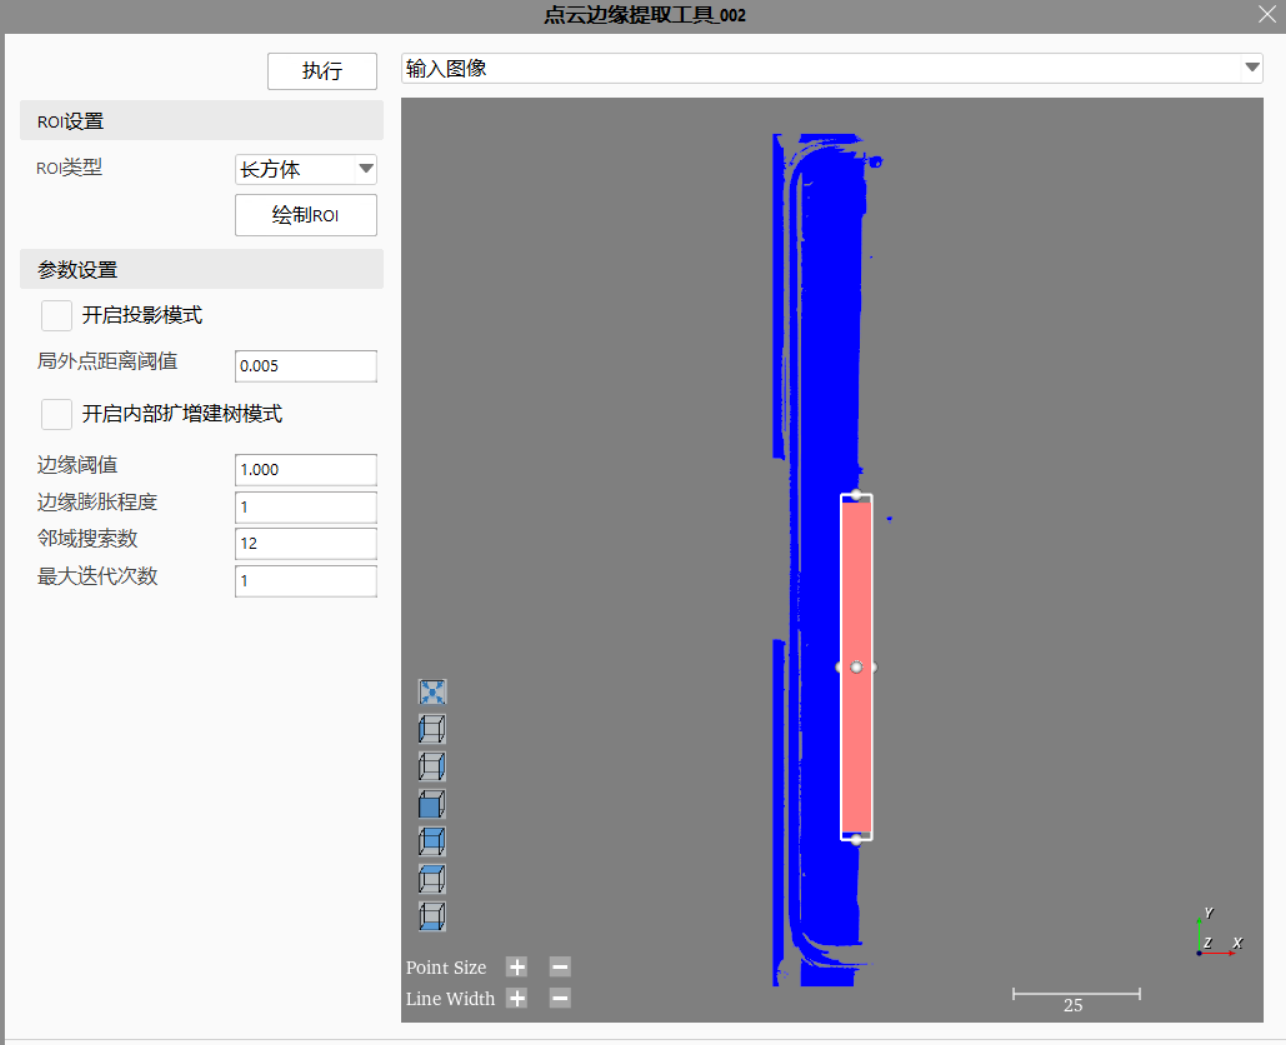 点云边缘提取工具_002
执行
输入图像
ROI设置
ROI类型
长方体
绘制ROI
参数设置
开启投影模式
局外点距离阈值
0.005
开启内部扩增建树模式
边缘阈值
1.000
边缘膨胀程度
1
邻域搜索数
12
最大迭代次数
1
Point Size
Line Width
Y
Z
X
25